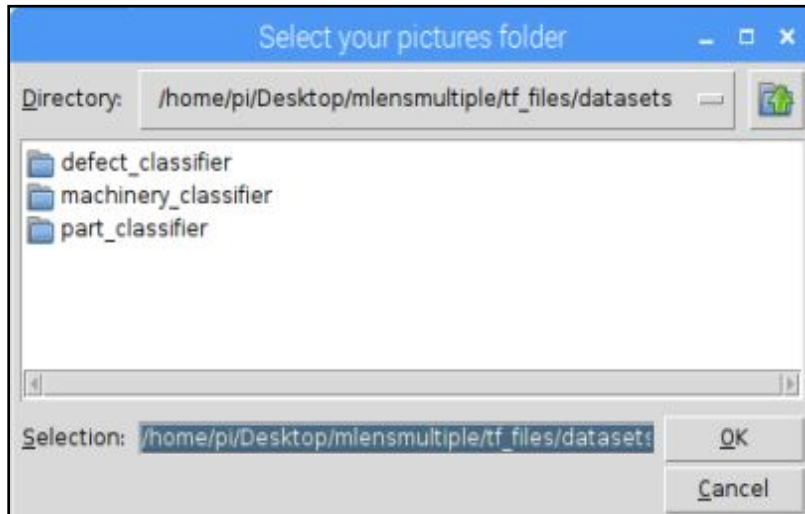 Select your pictures folder
Directory: /home/pi/Desktop/mlensmultiple/tf_files/datasets
defect_classifier
machinery_classifier
part_classifier
Selection: /home/pi/Desktop/mlensmultiple/tf_files/datasets OK
Cancel